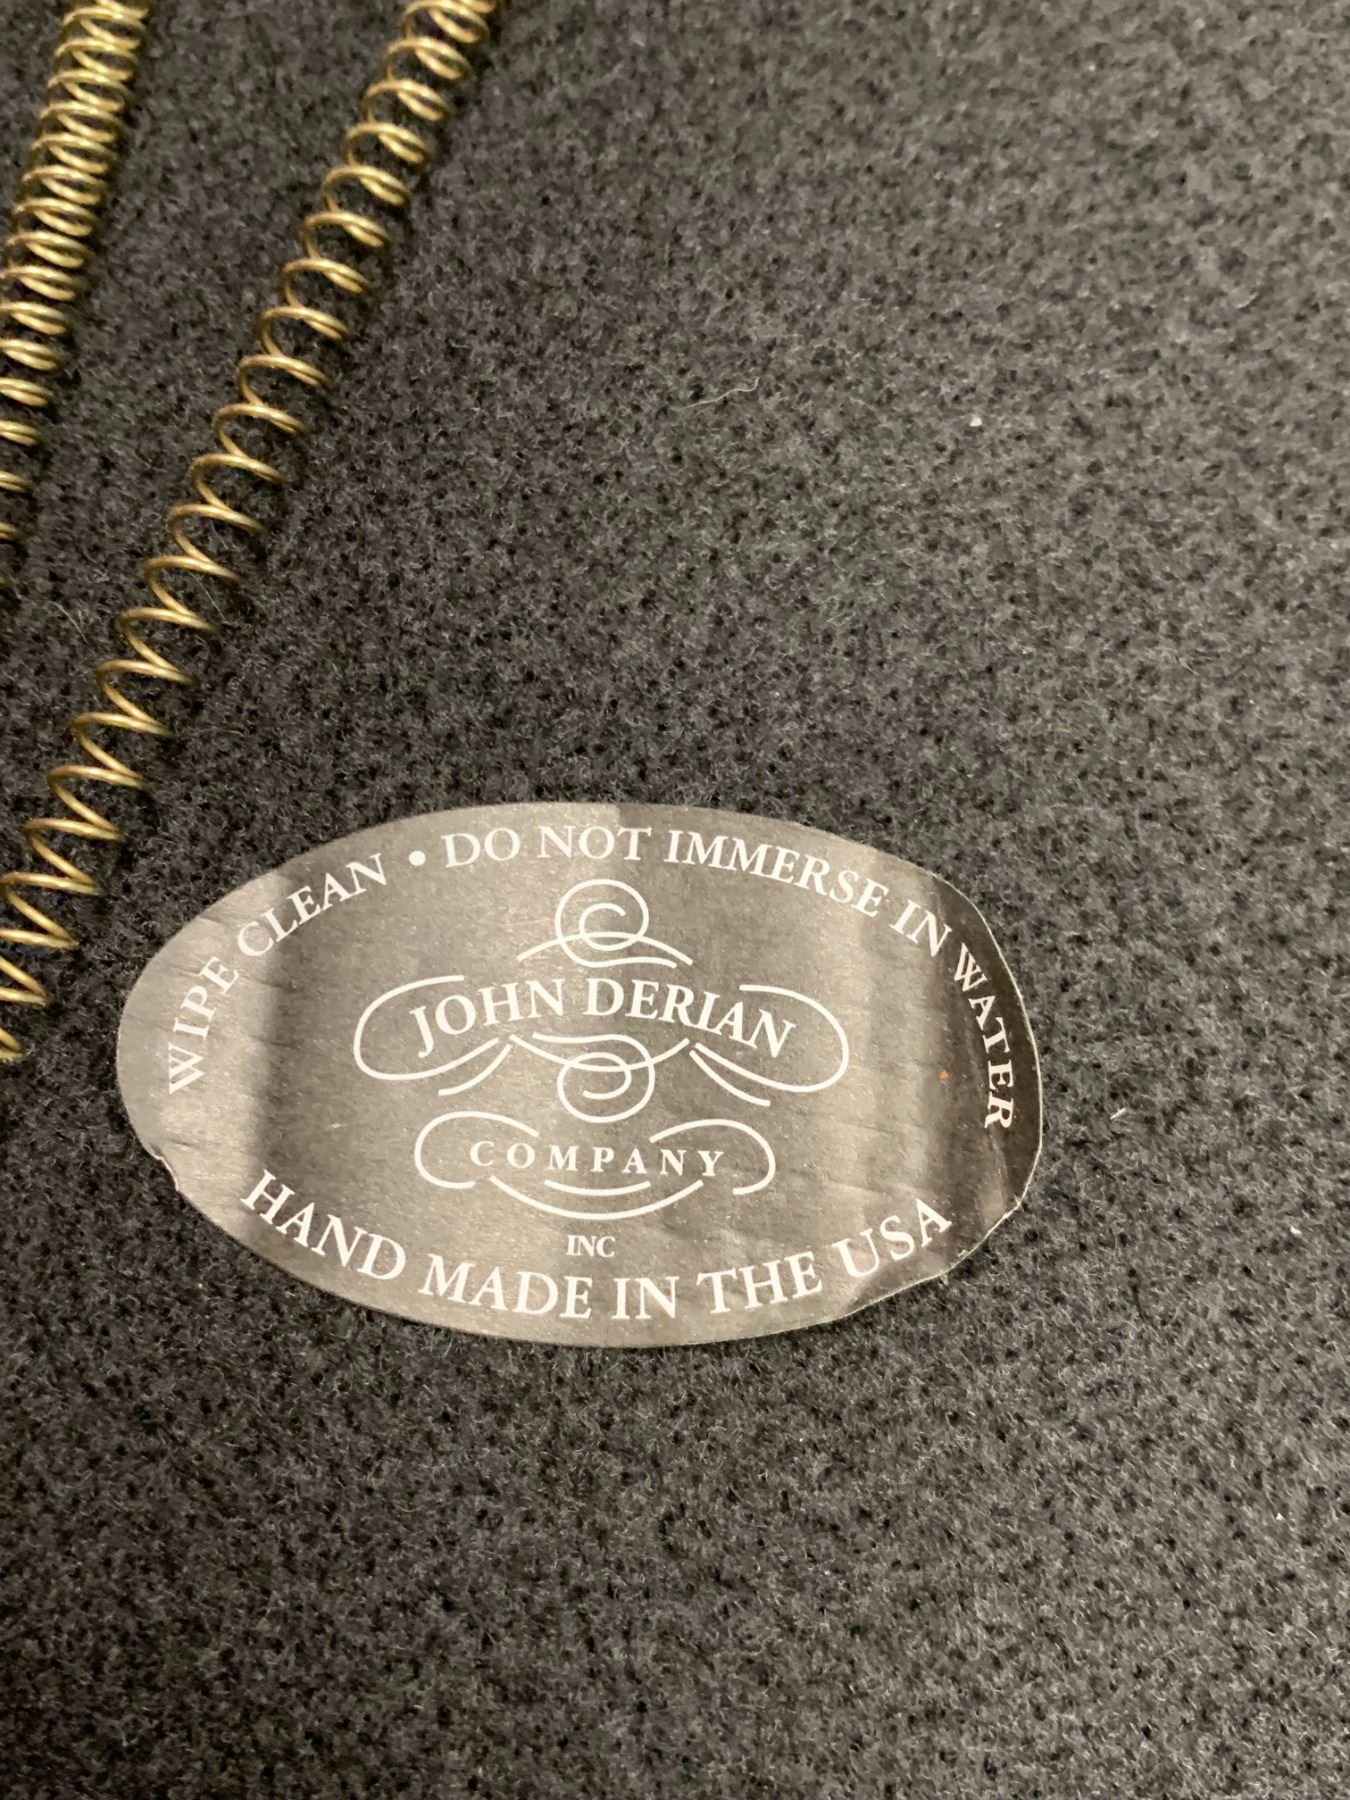 WIPE CLEAN • DO NOT IMMERSE IN WATER
JOHN DERIAN
COMPANY
INC
HAND MADE IN THE USA